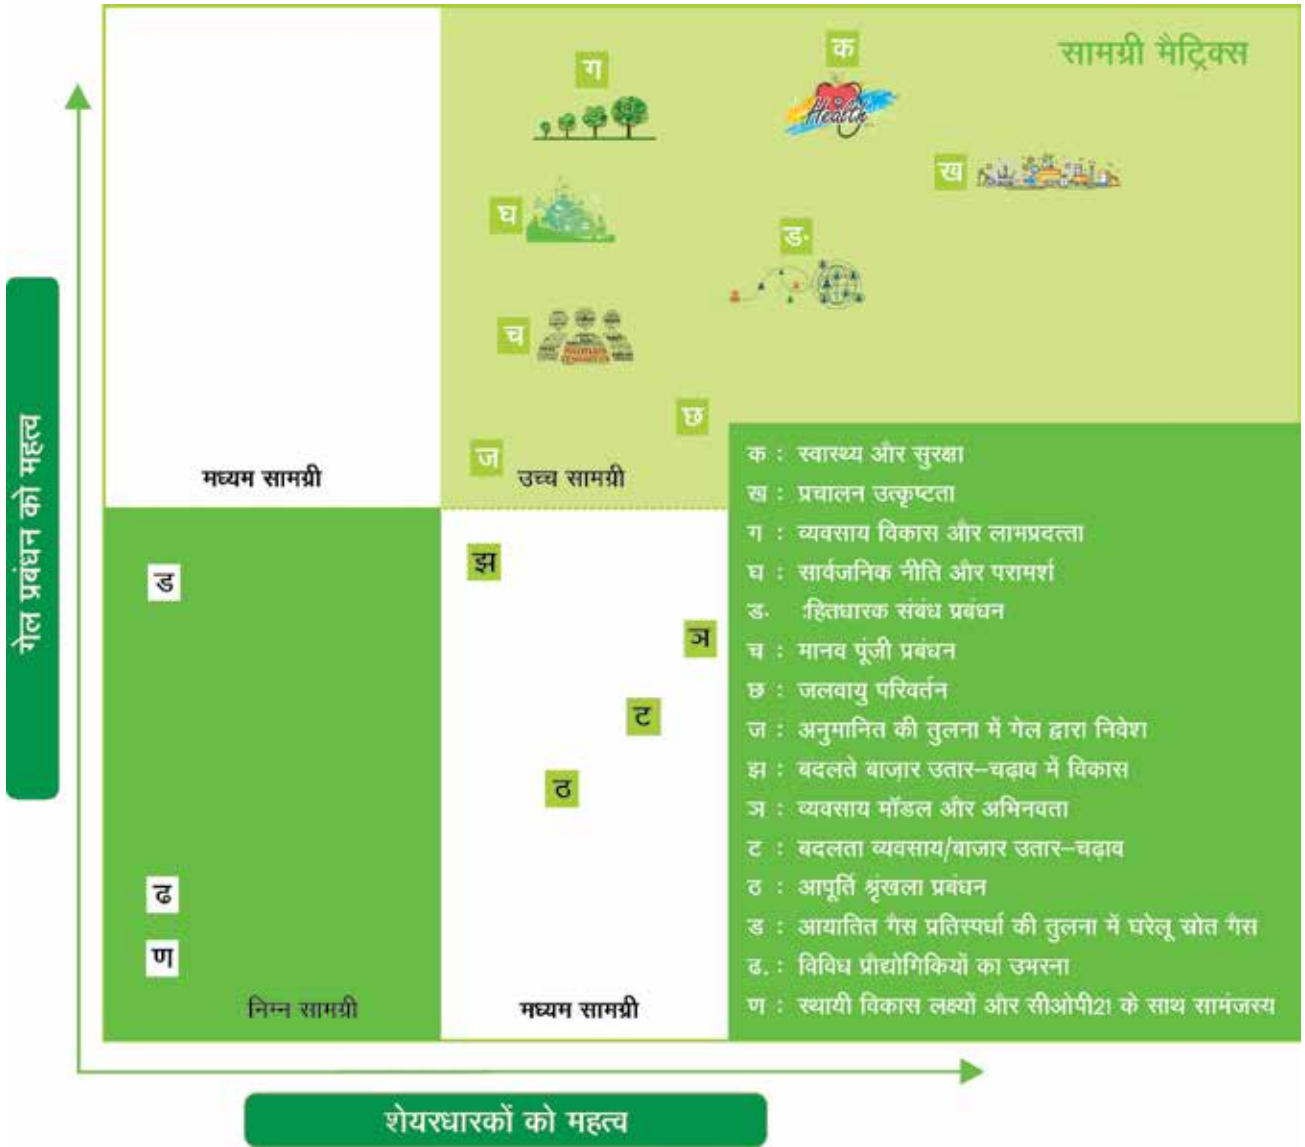 सामग्री मैट्रिक्स
क
ग
Health
ख
घ
ड.
च
छ
ज
मध्यम सामग्री
उच्च सामग्री
गेल प्रबंधन को महत्व
ड
झ
ञ
ट
ठ
ढ
ण
निम्न सामग्री
मध्यम सामग्री
क : स्वास्थ्य और सुरक्षा
ख : प्रचालन उत्कृष्टता
ग : व्यवसाय विकास और लाभप्रदत्ता
घ : सार्वजनिक नीति और परामर्श
ड. :हितधारक संबंध प्रबंधन
च : मानव पूंजी प्रबंधन
छ : जलवायु परिवर्तन
ज : अनुमानित की तुलना में गेल द्वारा निवेश
झ : बदलते बाज़ार उतार–चढ़ाव में विकास
ञ : व्यवसाय मॉडल और अभिनवता
ट : बदलता व्यवसाय/बाजार उतार–चढ़ाव
ठ : आपूर्ति श्रृंखला प्रबंधन
ड : आयातित गैस प्रतिस्पर्धा की तुलना में घरेलू स्रोत गैस
ढ. : विविध प्रौद्योगिकियों का उभरना
ण : स्थायी विकास लक्ष्यों और सीओपी21 के साथ सामंजस्य
शेयरधारकों को महत्व